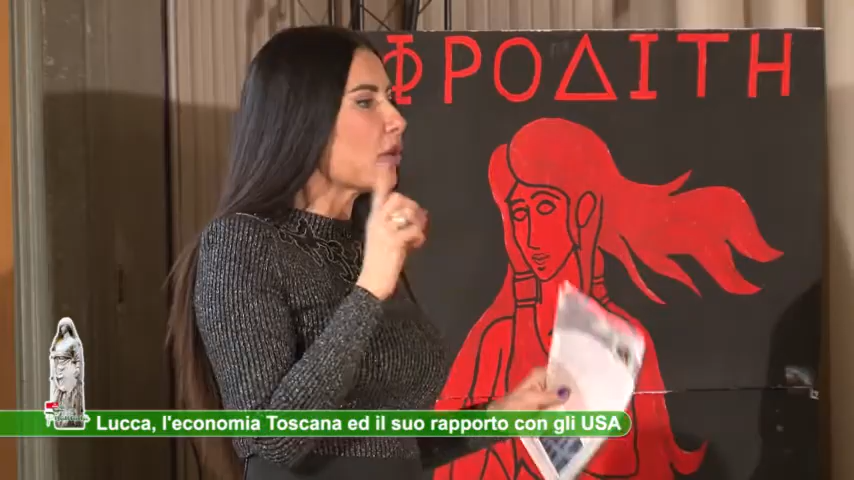 ΦΡΟΔΙΤΗ
Lucca, l'economia Toscana ed il suo rapporto con gli USA